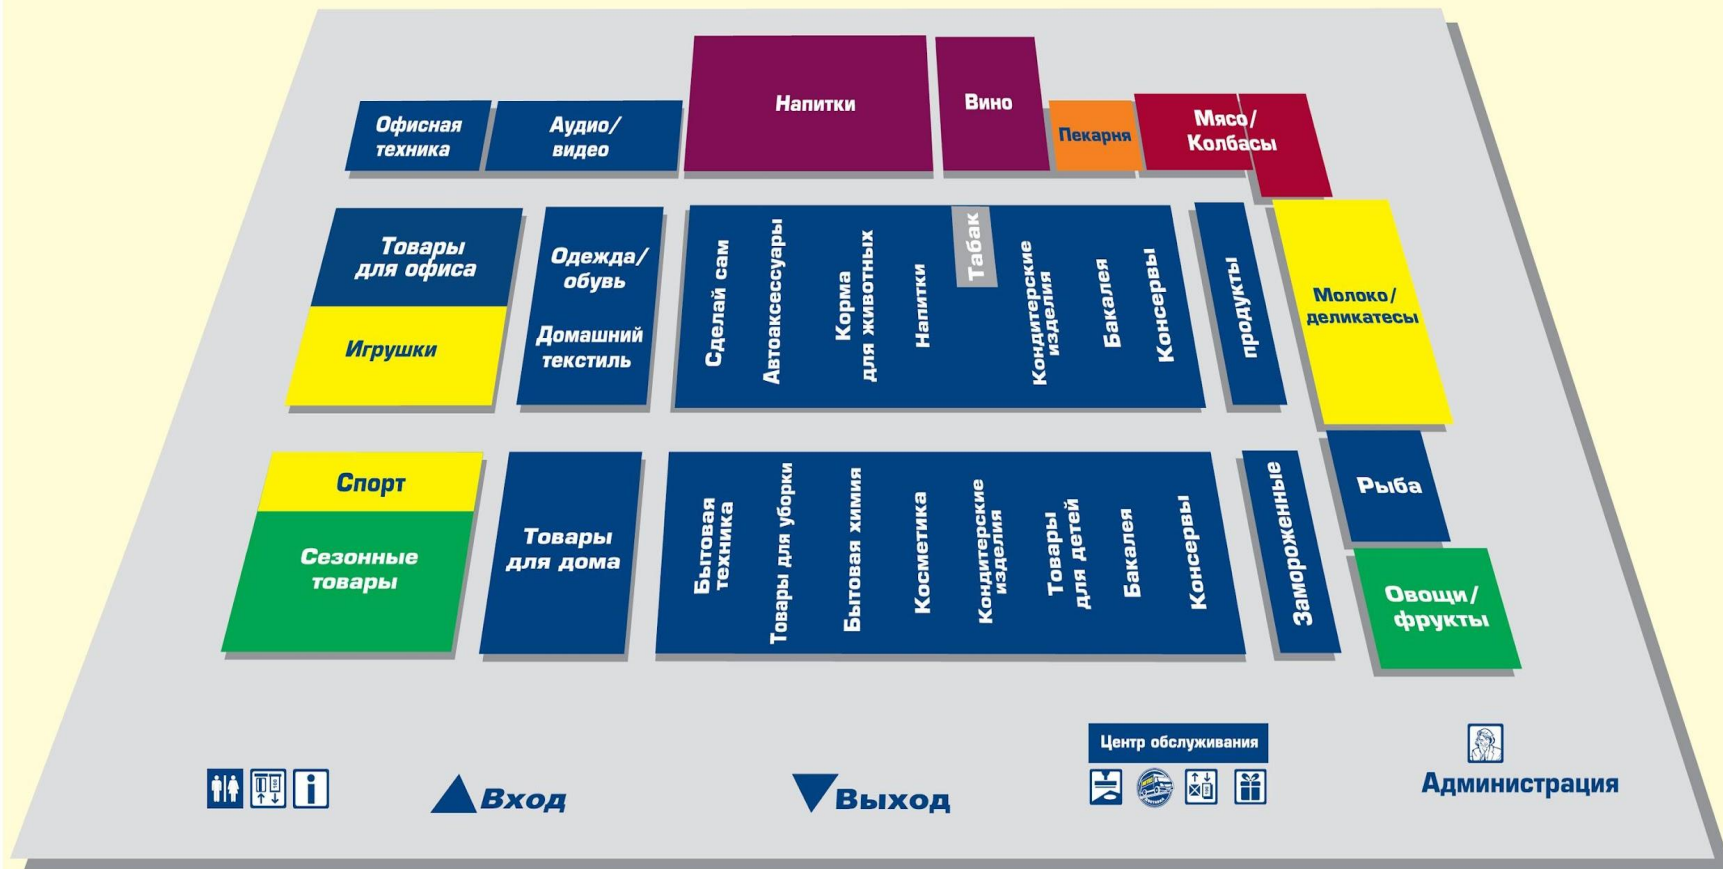 Офисная
техника
Аудио/
видео
Напитки
Вино
Пекарня
Мясо/
Колбасы
Товары
для офиса
Игрушки
Одежда/
обувь
Домашний
текстиль
Сделай сам
Автоаксессуары
Корма
для животных
Напитки
Табак
Кондитерские
изделия
Бакалея
Консервы
продукты
Молоко/
деликатесы
Спорт
Сезонные
товары
Товары
для дома
Бытовая
техника
Товары для уборки
Бытовая химия
Косметика
Кондитерские
изделия
Товары
для детей
Бакалея
Консервы
Замороженные
Рыба
Овощи/
фрукты
Вход
Выход
Центр обслуживания
Администрация